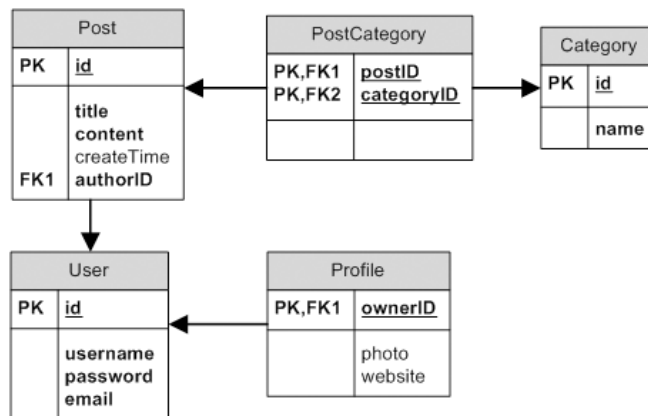 Post
PK id
title
content
createTime
FK1 authorID
PostCategory
PK,FK1 postID
PK,FK2 categoryID
Category
PK id
name
User
PK id
username
password
email
Profile
PK,FK1 ownerID
photo
website